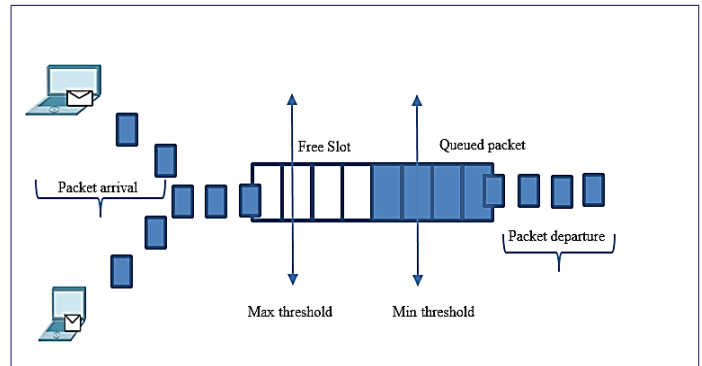 Free Slot
Queued packet
Packet arrival
Packet departure
Max threshold
Min threshold